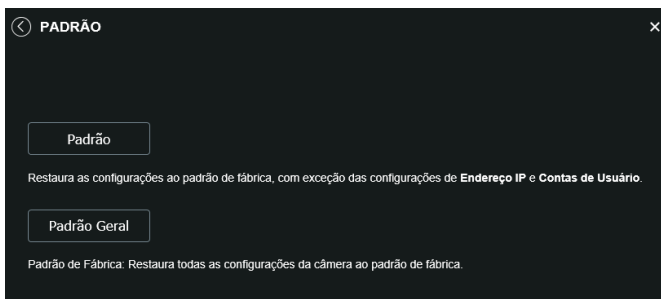 PADRÃO
Padrão
Restaura as configurações ao padrão de fábrica, com exceção das configurações de Endereço IP e Contas de Usuário.
Padrão Geral
Padrão de Fábrica: Restaura todas as configurações da câmera ao padrão de fábrica.